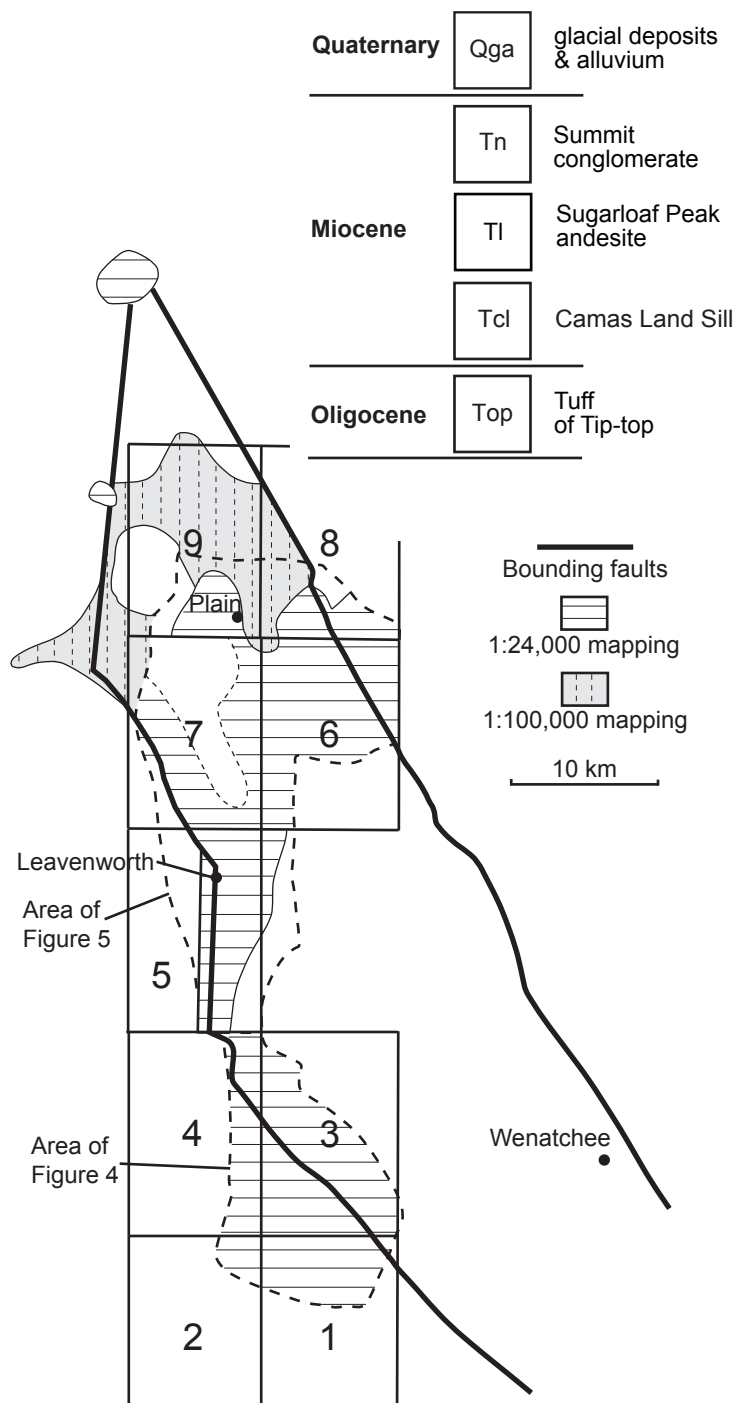 Quaternary
Qga
glacial deposits
& alluvium
Tn
Summit
conglomerate
Miocene
Tl
Sugarloaf Peak
andesite
Tcl
Camas Land Sill
Oligocene
Top
Tuff
of Tip-top
9
8
Plain
Bounding faults
1:24,000 mapping
1:100,000 mapping
10 km
7
6
Leavenworth
Area of
Figure 5
5
4
3
Area of
Figure 4
Wenatchee
2
1